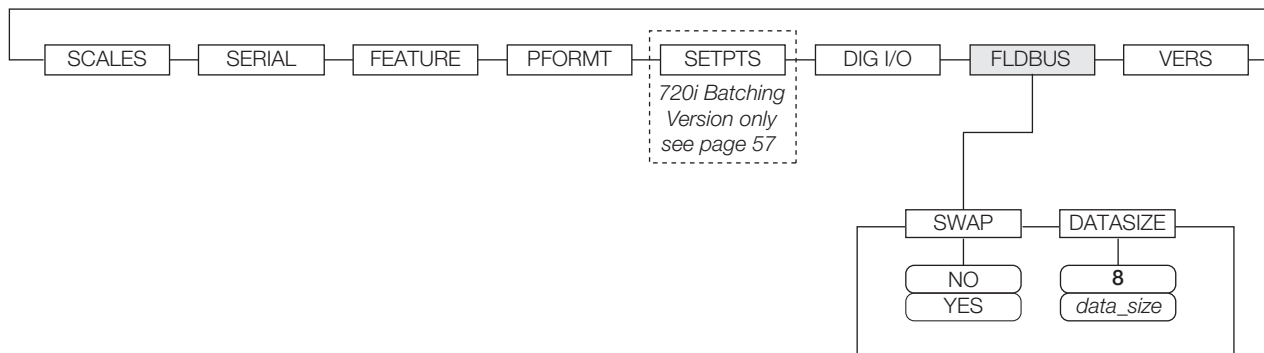 SCALES
SERIAL
FEATURE
PFORMT
SETPTS
DIG I/O
FLDBUS
VERS
720i Batching
Version only
see page 57
SWAP
DATASIZE
NO
8
YES
data_size